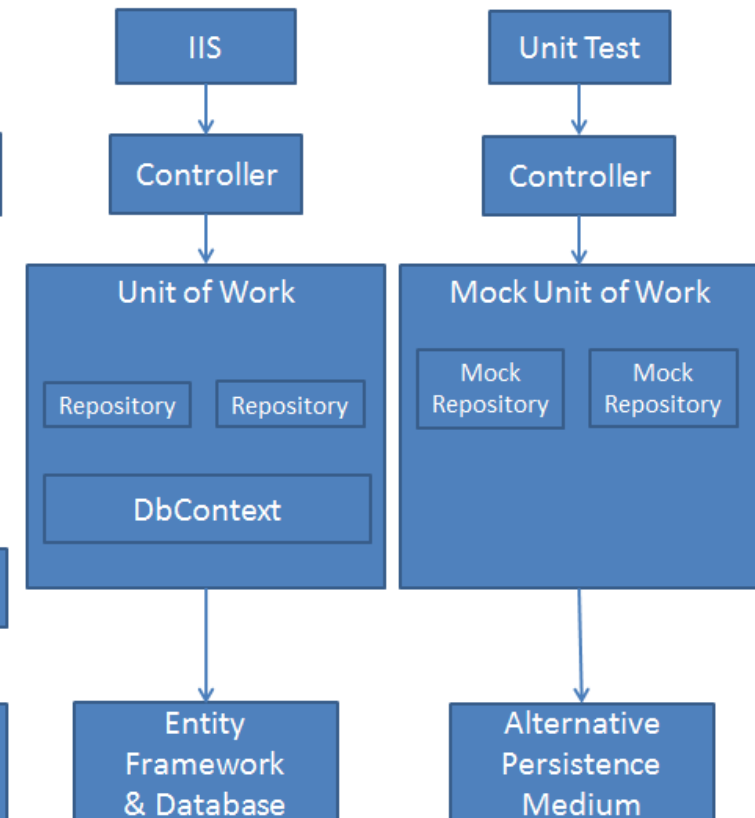 IIS
Controller
Unit of Work
Repository
Repository
DbContext
Entity
Framework
& Database
Unit Test
Controller
Mock Unit of Work
Mock
Repository
Mock
Repository
Alternative
Persistence
Medium